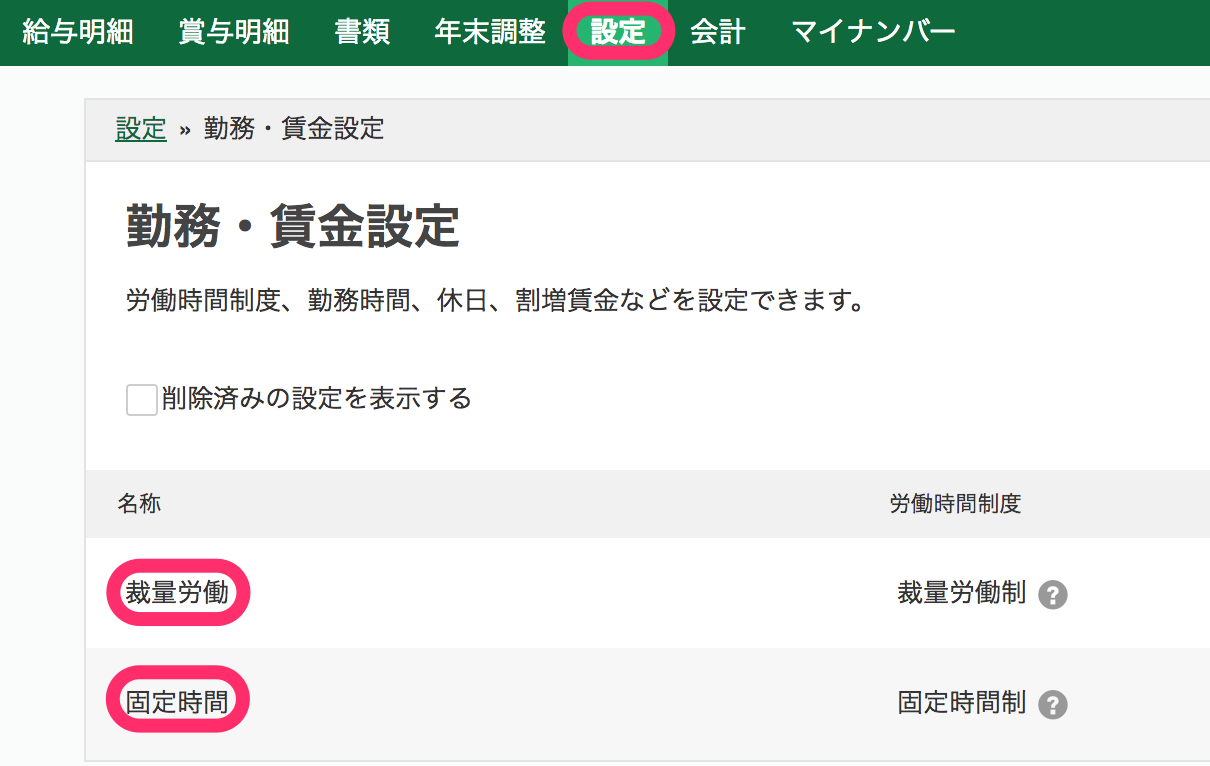 給与明細 賞与明細 書類 年末調整 設定 会計 マイナンバー
設定 » 勤務・賃金設定
勤務・賃金設定
労働時間制度、勤務時間、休日、割増賃金などを設定できます。
削除済みの設定を表示する
名称 労働時間制度
裁量労働 裁量労働制 ?
固定時間 固定時間制 ?